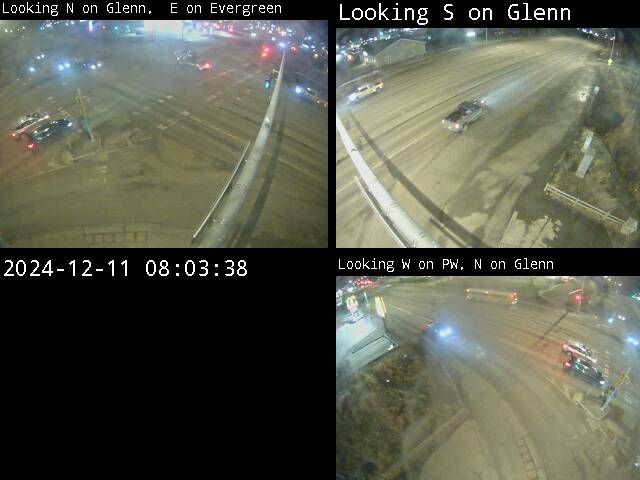 Looking N on Glenn, E on Evergreen
Looking S on Glenn
2024-12-11 08:03:38
Looking W on PW, N on Glenn